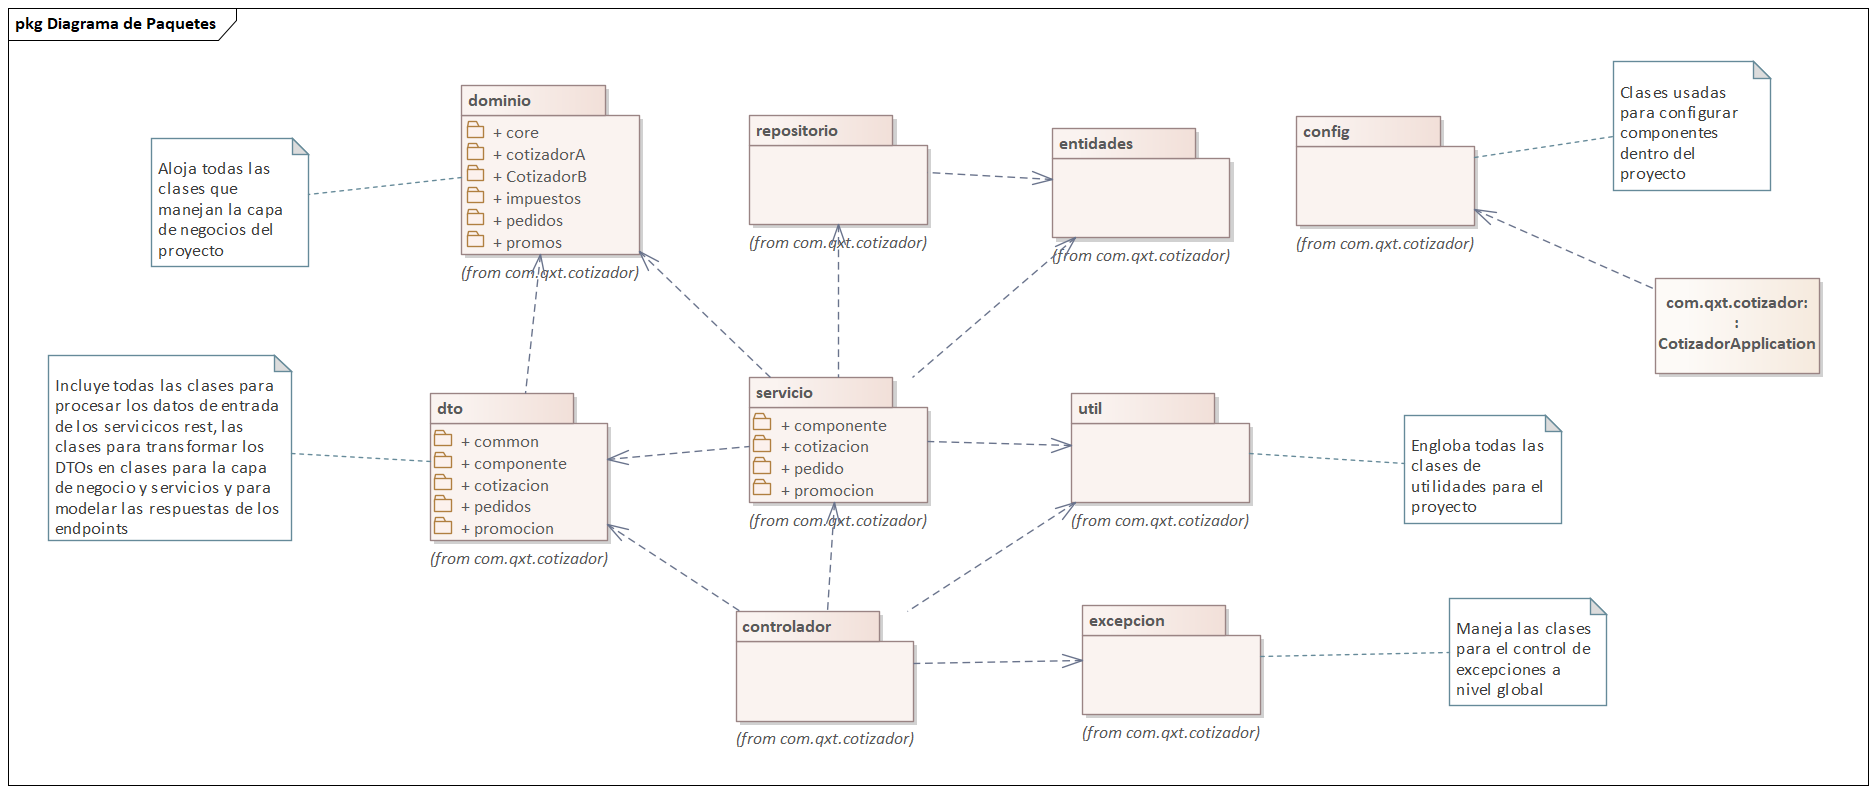 pkg Diagrama de Paquetes
Aloja todas las
clases que
manejan la capa
de negocios del
proyecto
dominio
+ core
+ cotizadorA
+ CotizadorB
+ impuestos
+ pedidos
+ promos
(from com.qxt.cotizador)
repositorio
(from com.qxt.cotizador)
entidades
(from com.qxt.cotizador)
config
(from com.qxt.cotizador)
Clases usadas
para configurar
componentes
dentro del
proyecto
com.qxt.cotizador:
:
CotizadorApplication
Incluye todas las clases para
procesar los datos de entrada
de los servicicos rest, las
clases para transformar los
DTOs en clases para la capa
de negocio y servicios y para
modelar las respuestas de los
endpoints
dto
+ common
+ componente
+ cotizacion
+ pedidos
+ promocion
(from com.qxt.cotizador)
servicio
+ componente
+ cotizacion
+ pedido
+ promocion
(from com.qxt.cotizador)
util
(from com.qxt.cotizador)
Engloba todas las
clases de
utilidades para el
proyecto
controlador
(from com.qxt.cotizador)
excepcion
(from com.qxt.cotizador)
Maneja las clases
para el control de
excepciones a
nivel global